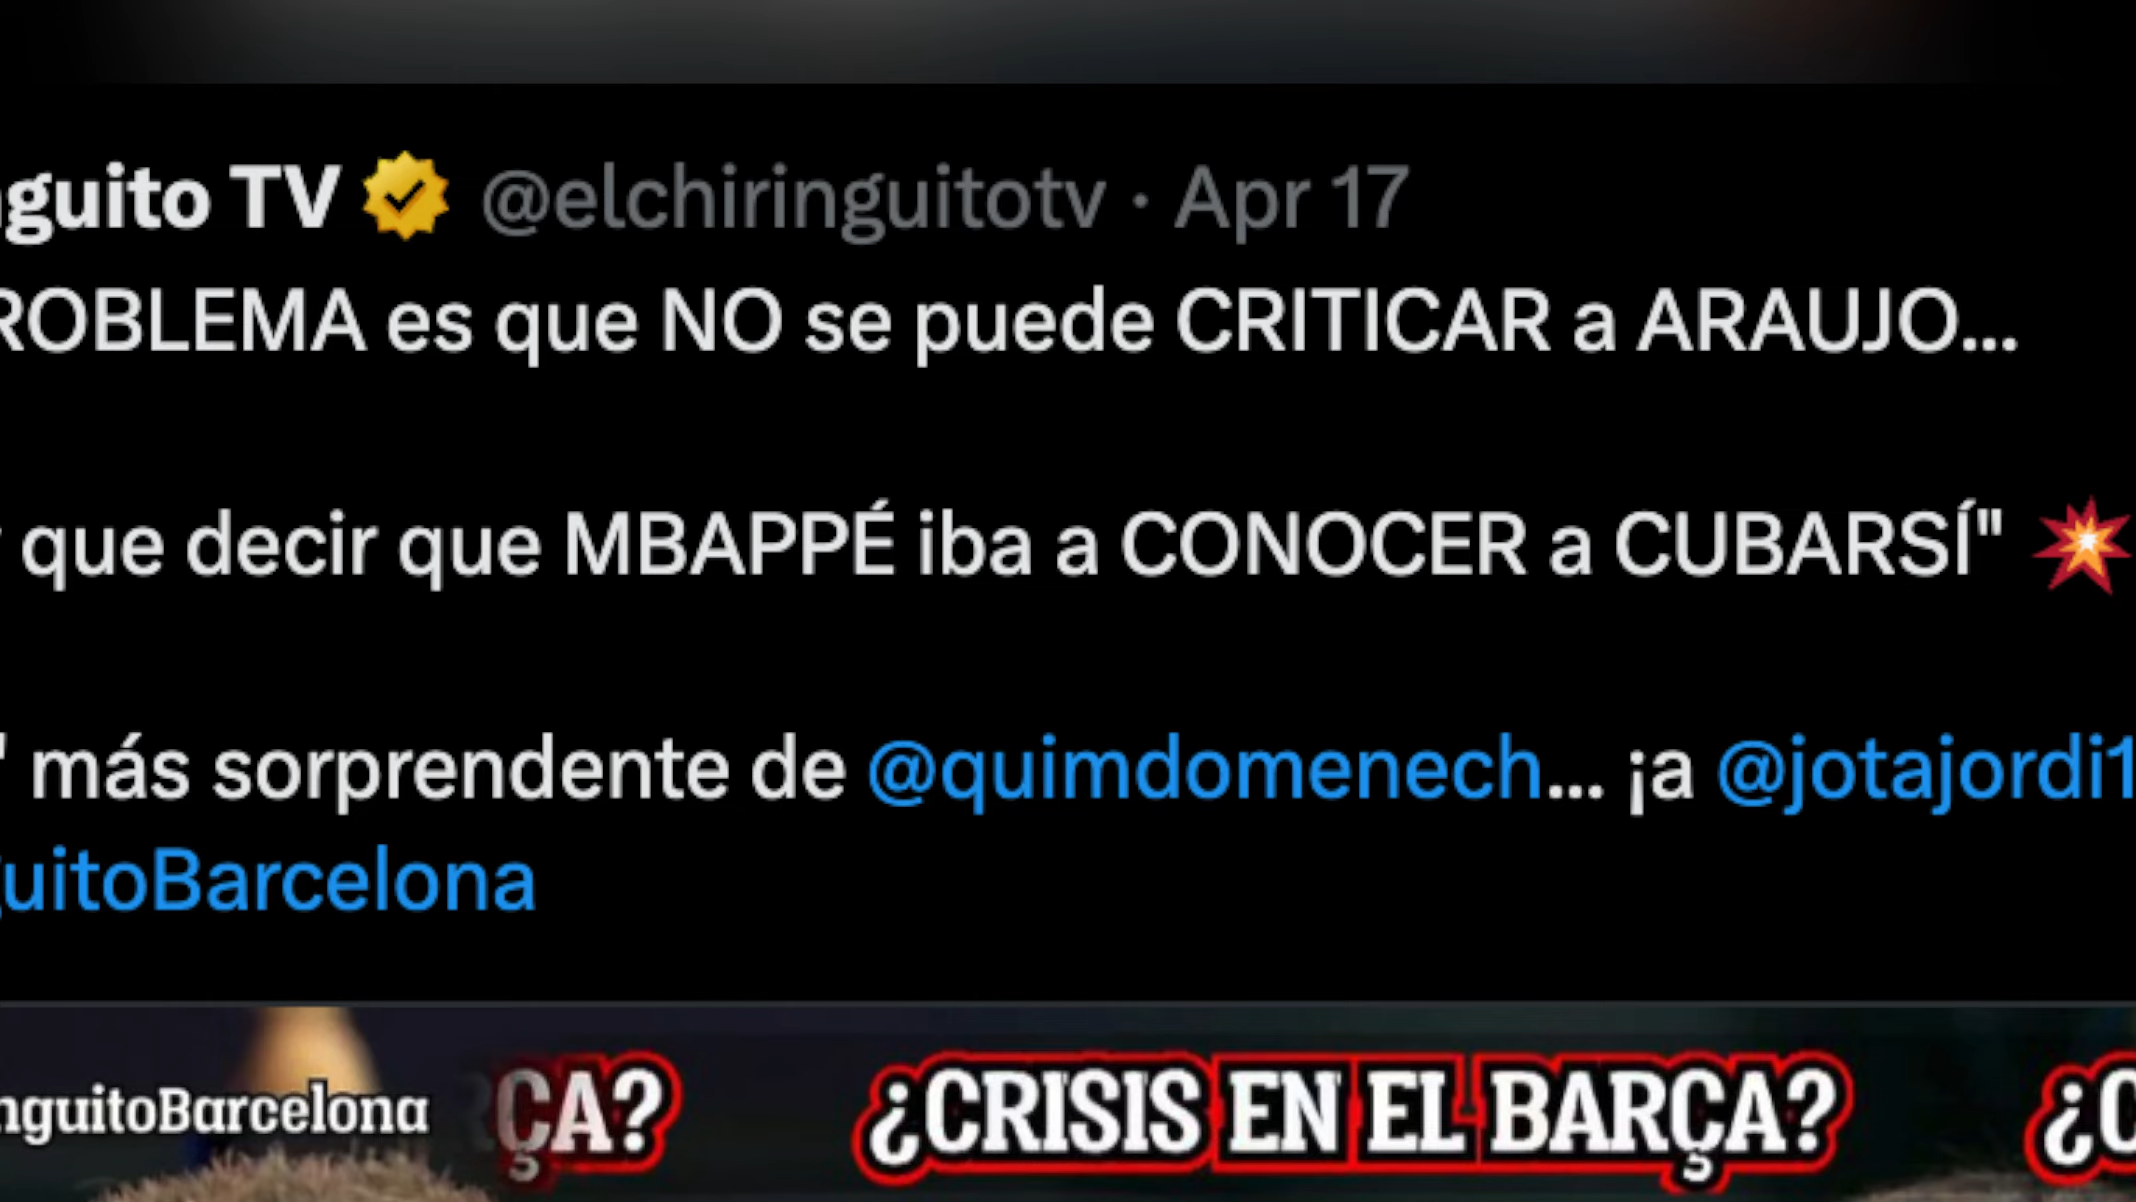 guito TV @elchiringuitotv · Apr 17
ROBLEMA es que NO se puede CRITICAR a ARAUJO...
que decir que MBAPPÉ iba a CONOCER a CUBARSÍ" 💥
" más sorprendente de @quimdomenech... ¡a @jotajordi1
guitoBarcelona
nguitoBarcelona ÇA? ¿CRISIS EN EL BARÇA? ¿C